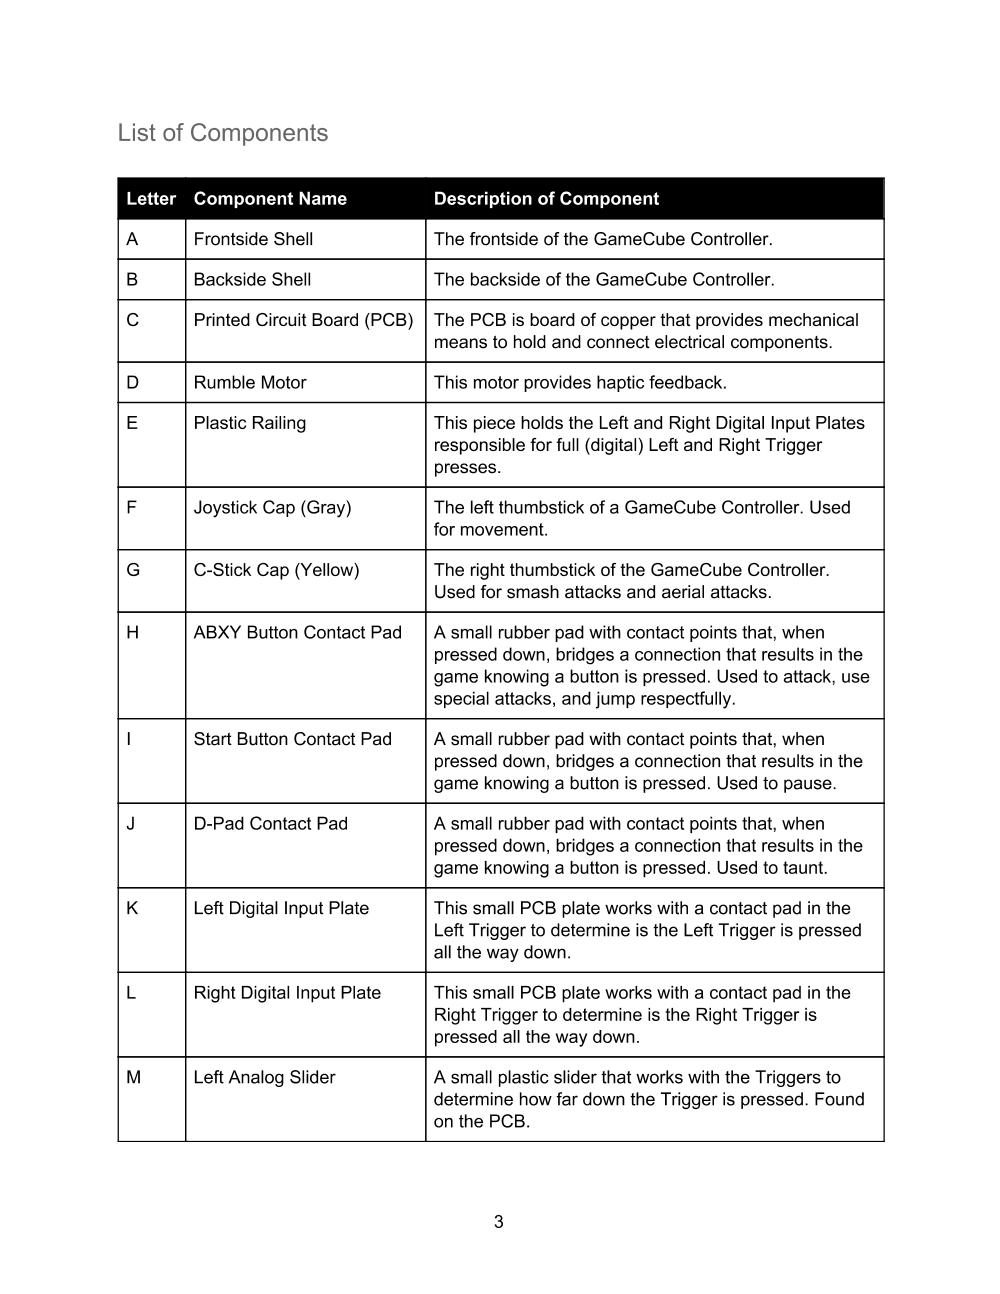 List of Components
Letter Component Name Description of Component
A Frontside Shell The frontside of the GameCube Controller.
B Backside Shell The backside of the GameCube Controller.
C Printed Circuit Board (PCB) The PCB is board of copper that provides mechanical
means to hold and connect electrical components.
D Rumble Motor This motor provides haptic feedback.
E Plastic Railing This piece holds the Left and Right Digital Input Plates
responsible for full (digital) Left and Right Trigger
presses.
F Joystick Cap (Gray) The left thumbstick of a GameCube Controller. Used
for movement.
G C-Stick Cap (Yellow) The right thumbstick of the GameCube Controller.
Used for smash attacks and aerial attacks.
H ABXY Button Contact Pad A small rubber pad with contact points that, when
pressed down, bridges a connection that results in the
game knowing a button is pressed. Used to attack, use
special attacks, and jump respectfully.
I Start Button Contact Pad A small rubber pad with contact points that, when
pressed down, bridges a connection that results in the
game knowing a button is pressed. Used to pause.
J D-Pad Contact Pad A small rubber pad with contact points that, when
pressed down, bridges a connection that results in the
game knowing a button is pressed. Used to taunt.
K Left Digital Input Plate This small PCB plate works with a contact pad in the
Left Trigger to determine is the Left Trigger is pressed
all the way down.
L Right Digital Input Plate This small PCB plate works with a contact pad in the
Right Trigger to determine is the Right Trigger is
pressed all the way down.
M Left Analog Slider A small plastic slider that works with the Triggers to
determine how far down the Trigger is pressed. Found
on the PCB.
3